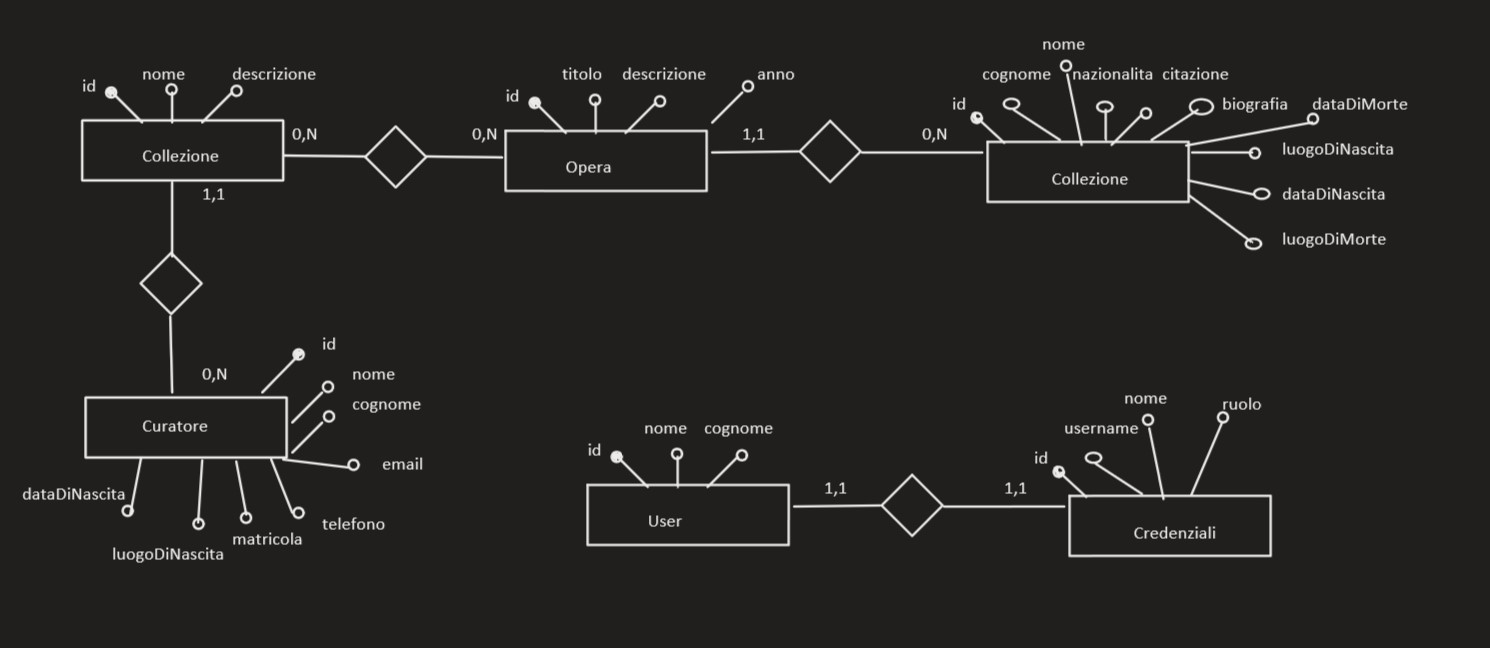 nome
id nome descrizione titolo descrizione anno cognome nazionalita citazione
id id biografia dataDiMorte
0,N 0,N 1,1 0,N
Collezione Opera Collezione luogoDiNascita
1,1 dataDiNascita
luogoDiMorte
id
0,N nome
cognome
Curatore
email
dataDiNascita
matricola telefono
luogoDiNascita
nome ruolo
id nome cognome username
id
1,1 1,1
User Credenziali